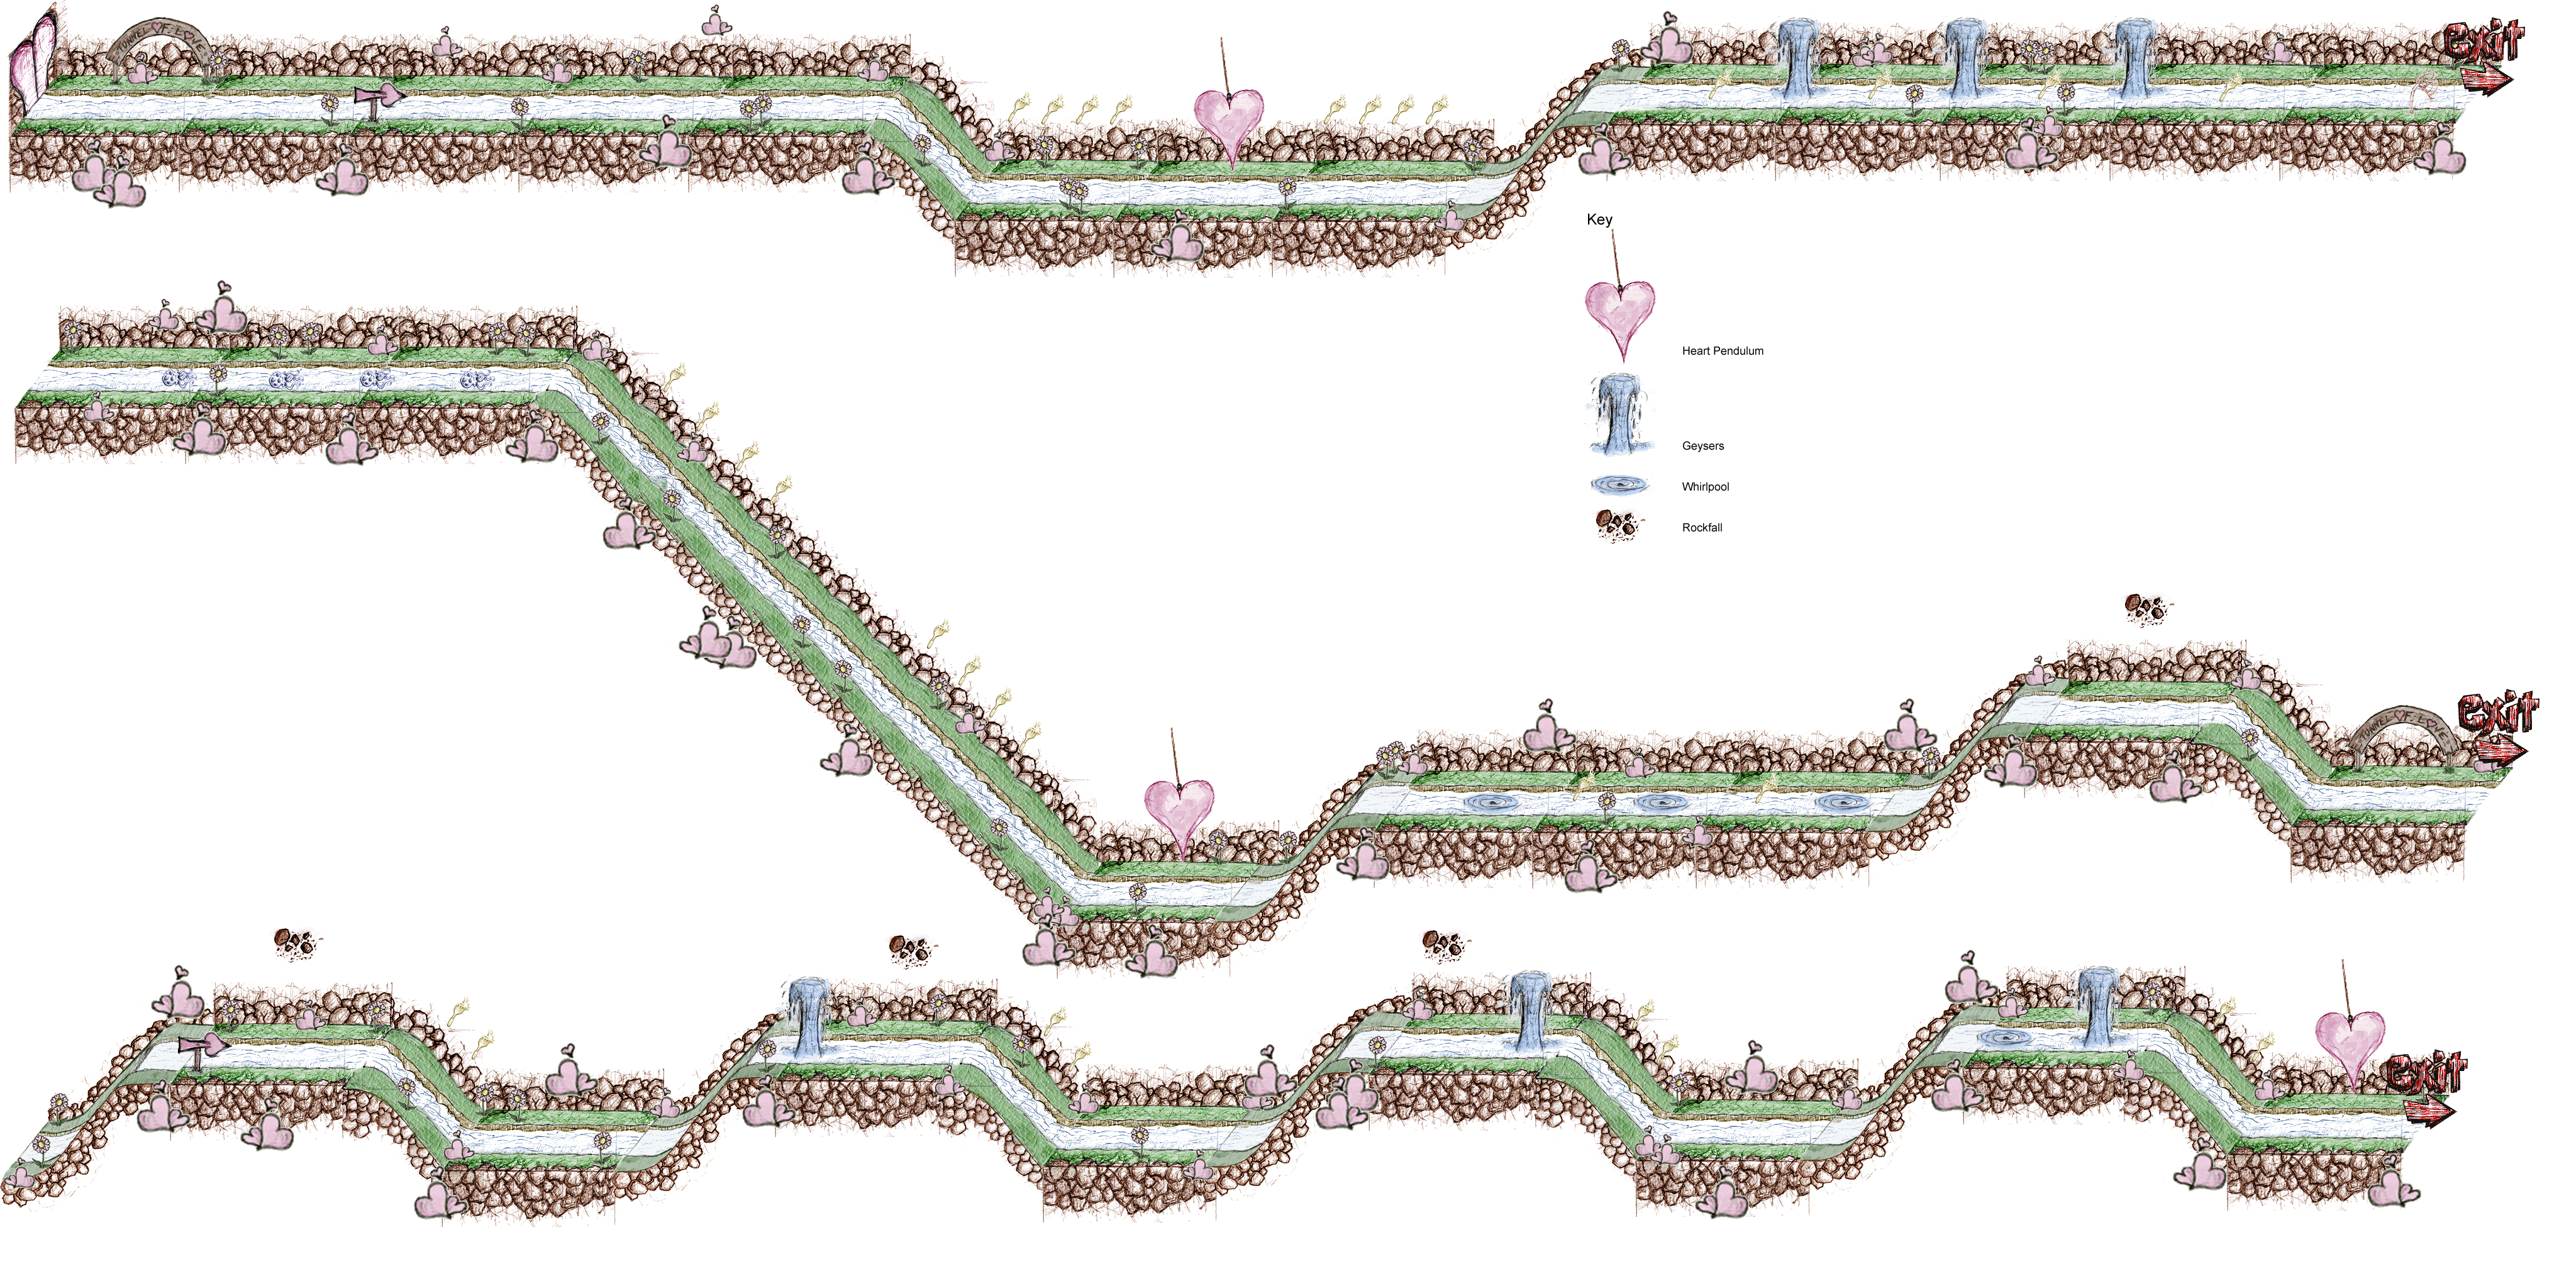 TUNNEL OF LOVE
exit
Key
Heart Pendulum
Geysers
Whirlpool
Rockfall
TUNNEL OF LOVE
exit
exit